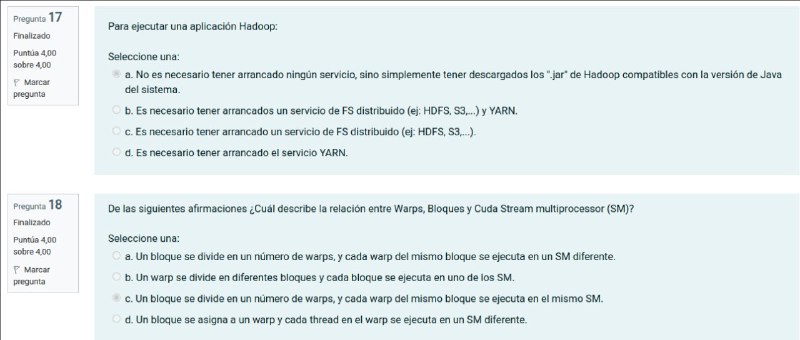 Pregunta 17
Finalizado
Puntúa 4,00
sobre 4,00
Marcar
pregunta
Para ejecutar una aplicación Hadoop:
Seleccione una:
a. No es necesario tener arrancado ningún servicio, sino simplemente tener descargados los ".jar" de Hadoop compatibles con la versión de Java
del sistema.
b. Es necesario tener arrancados un servicio de FS distribuido (ej: HDFS, S3,...) y YARN.
c. Es necesario tener arrancado un servicio de FS distribuido (ej: HDFS, S3,...).
d. Es necesario tener arrancado el servicio YARN.
Pregunta 18
Finalizado
Puntúa 4,00
sobre 4,00
Marcar
pregunta
De las siguientes afirmaciones ¿Cuál describe la relación entre Warps, Bloques y Cuda Stream multiprocessor (SM)?
Seleccione una:
a. Un bloque se divide en un número de warps, y cada warp del mismo bloque se ejecuta en un SM diferente.
b. Un warp se divide en diferentes bloques y cada bloque se ejecuta en uno de los SM.
c. Un bloque se divide en un número de warps, y cada warp del mismo bloque se ejecuta en el mismo SM.
d. Un bloque se asigna a un warp y cada thread en el warp se ejecuta en un SM diferente.